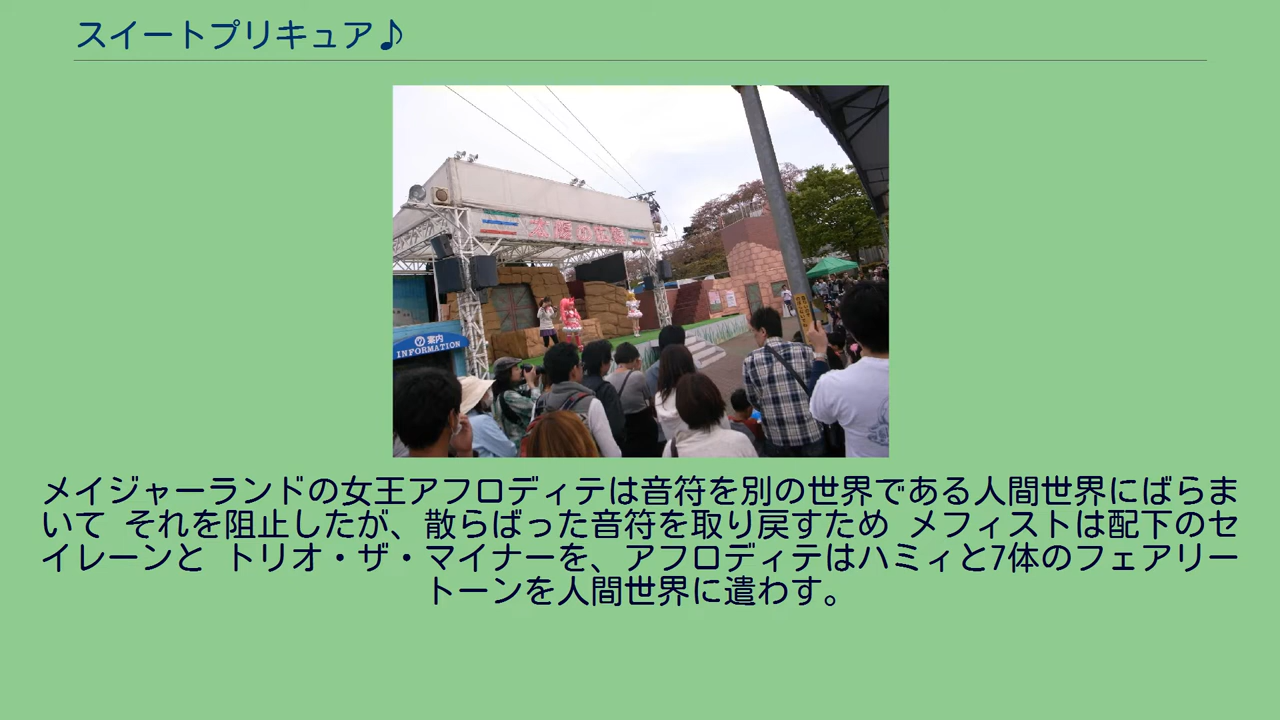 スイートプリキュア♪
案内
INFORMATION
メイジャーランドの女王アフロディテは音符を別の世界である人間世界にばらま
いて それを阻止したが、散らばった音符を取り戻すため メフィストは配下のセ
イレーンと トリオ・ザ・マイナーを、アフロディテはハミィと7体のフェアリー
トーンを人間世界に遣わす。